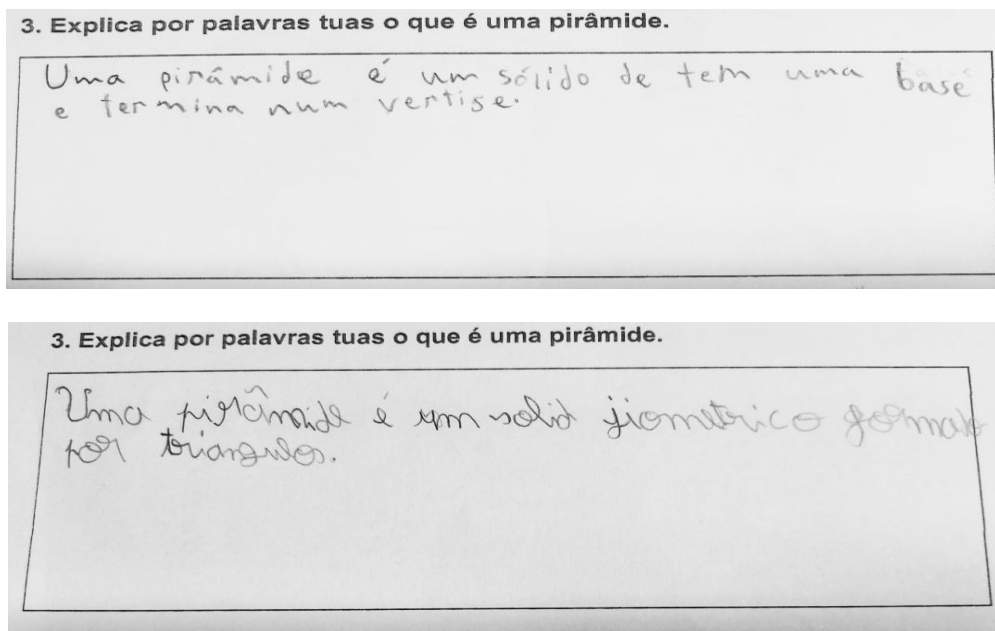 3. Explica por palavras tuas o que é uma pirâmide.
Uma pirâmide é um sólido de tem uma base
e termina num vertise.
3. Explica por palavras tuas o que é uma pirâmide.
Uma pirâmide é um solid jiometrico formado
por triangulos.